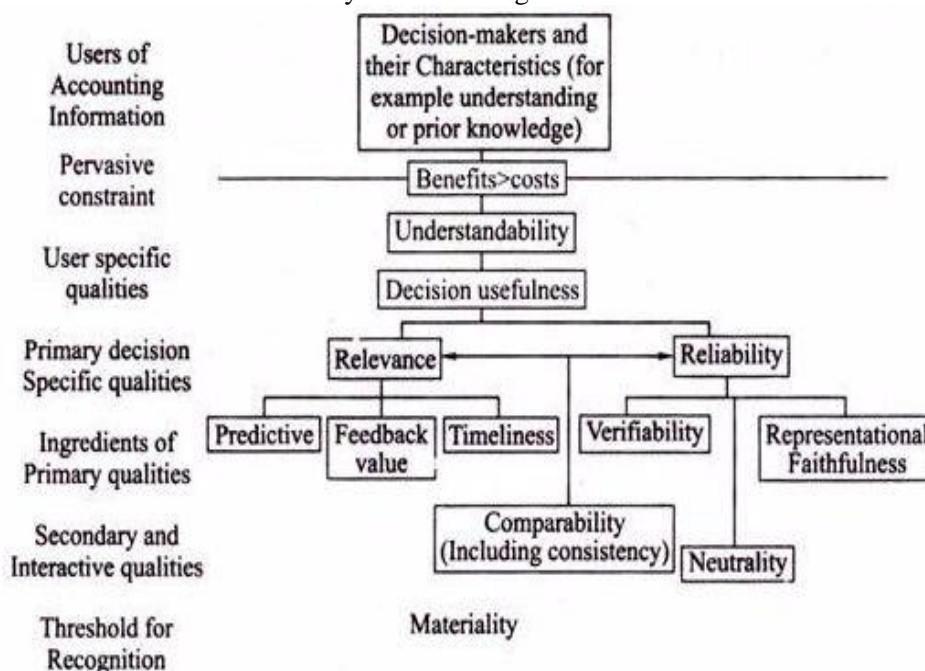 Users of
Accounting
Information
Decision-makers and
their Characteristics (for
example understanding
or prior knowledge)
Pervasive
constraint
Benefits>costs
Understandability
User specific
qualities
Decision usefulness
Primary decision
Specific qualities
Relevance
Reliability
Ingredients of
Primary qualities
Predictive
Feedback
value
Timeliness
Verifiability
Representational
Faithfulness
Secondary and
Interactive qualities
Comparability
(Including consistency)
Neutrality
Threshold for
Recognition
Materiality